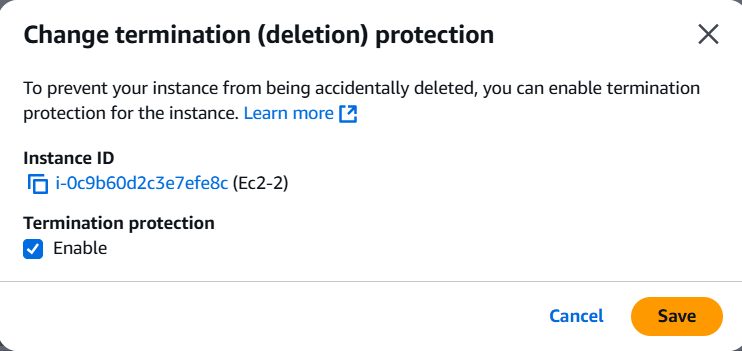 Change termination (deletion) protection
To prevent your instance from being accidentally deleted, you can enable termination
protection for the instance. Learn more
Instance ID
i-0c9b60d2c3e7efe8c (Ec2-2)
Termination protection
Enable
Cancel
Save